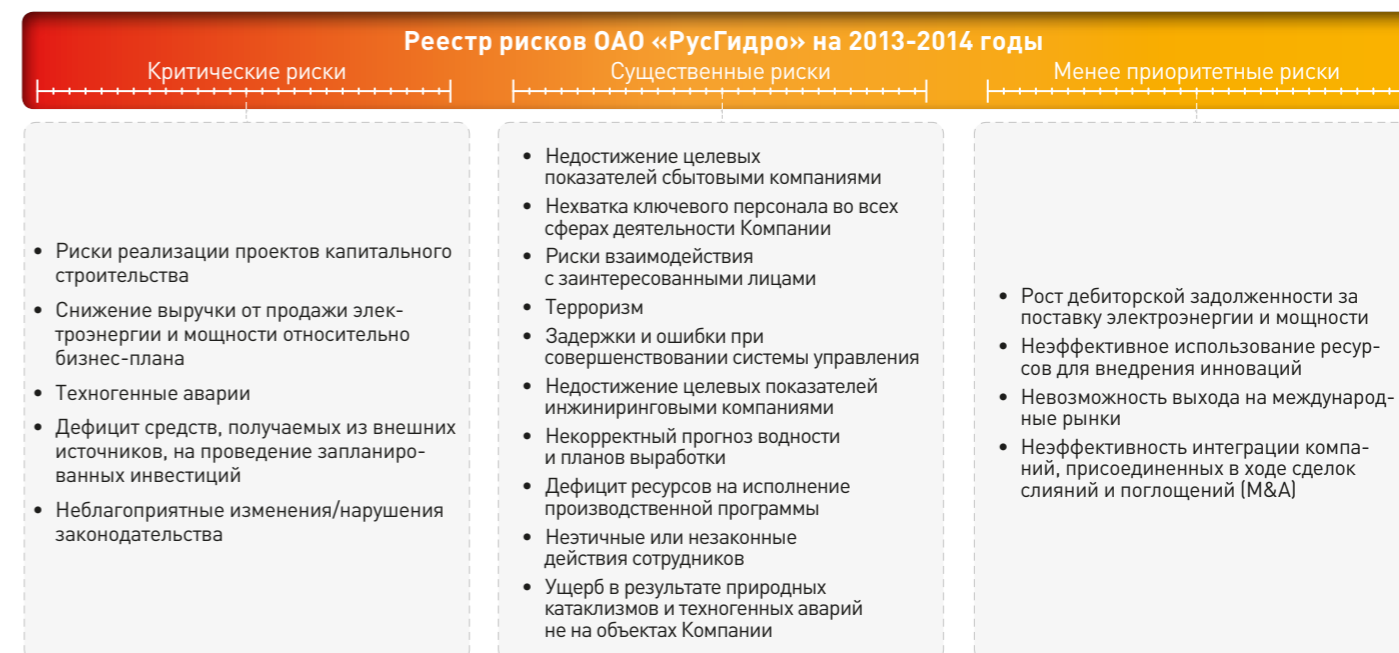 Реестр рисков ОАО «РусГидро» на 2013-2014 годы
Критические риски
Существенные риски
Менее приоритетные риски
• Риски реализации проектов капитального
строительства
• Снижение выручки от продажи элек-
троэнергии и мощности относительно
бизнес-плана
• Техногенные аварии
• Дефицит средств, получаемых из внешних
источников, на проведение запланиро-
ванных инвестиций
• Неблагоприятные изменения/нарушения
законодательства
• Недостижение целевых
показателей сбытовыми компаниями
• Нехватка ключевого персонала во всех
сферах деятельности Компании
• Риски взаимодействия
с заинтересованными лицами
• Терроризм
• Задержки и ошибки при
совершенствовании системы управления
• Недостижение целевых показателей
инжиниринговыми компаниями
• Некорректный прогноз водности
и планов выработки
• Дефицит ресурсов на исполнение
производственной программы
• Неэтичные или незаконные
действия сотрудников
• Ущерб в результате природных
катаклизмов и техногенных аварий
не на объектах Компании
• Рост дебиторской задолженности за
поставку электроэнергии и мощности
• Неэффективное использование ресур-
сов для внедрения инноваций
• Невозможность выхода на международ-
ные рынки
• Неэффективность интеграции компа-
ний, присоединенных в ходе сделок
слияний и поглощений (M&A)